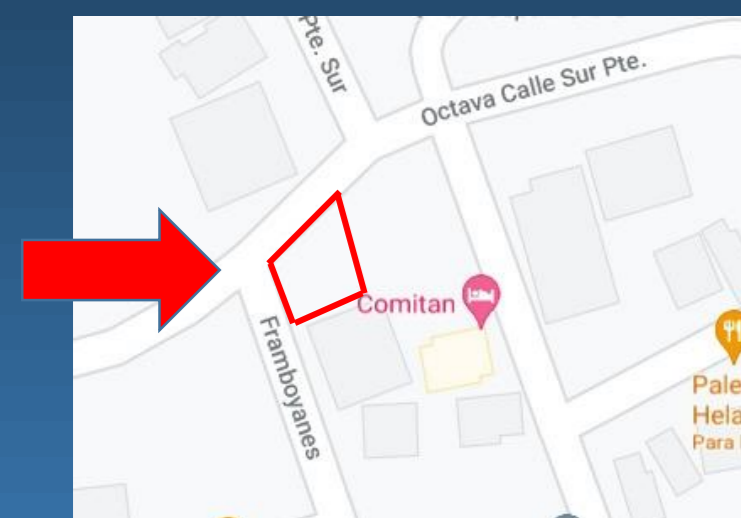 Pte. Sur
Octava Calle Sur Pte.
Comitan
Framboyanes
Pale
Hela
Para